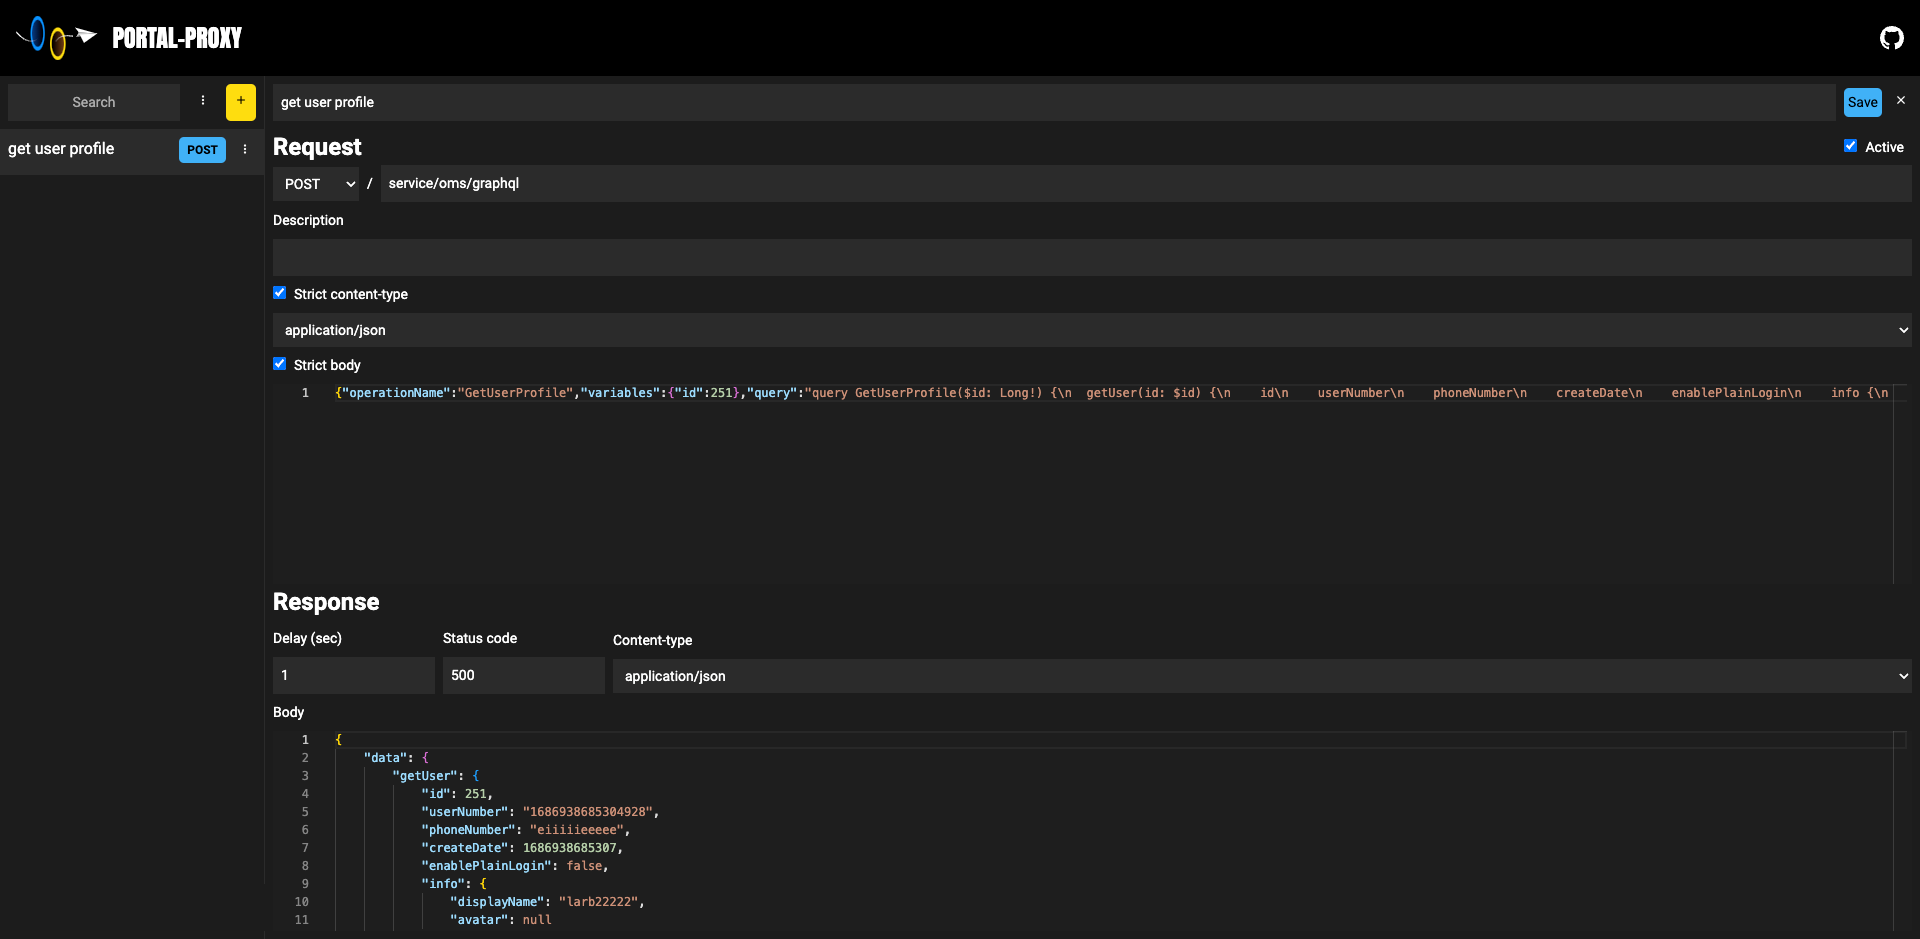 PORTAL-PROXY
Search
+
get user profile
Save
×
get user profile
POST
Request
Active
POST
/
service/oms/graphql
Description
Strict content-type
application/json
Strict body
1 {"operationName":"GetUserProfile","variables":{"id":251},"query":"query GetUserProfile($id: Long!) {\n  getUser(id: $id) {\n    id\n    userNumber\n    phoneNumber\n    createDate\n    enablePlainLogin\n    info {\n
Response
Delay (sec)
Status code
Content-type
1
500
application/json
Body
1 {
2     "data": {
3         "getUser": {
4             "id": 251,
5             "userNumber": "1686938685304928",
6             "phoneNumber": "eiiiiieeeee",
7             "createDate": 1686938685307,
8             "enablePlainLogin": false,
9             "info": {
10                 "displayName": "larb22222",
11                 "avatar": null